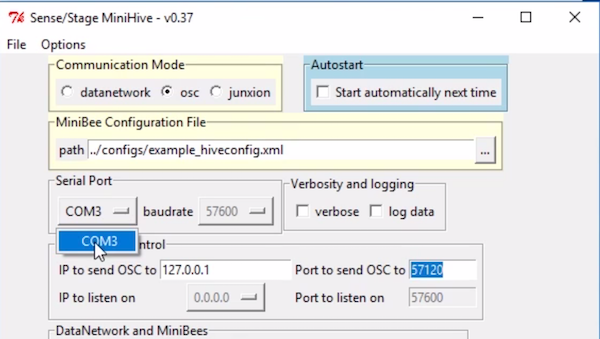 Sense/Stage MiniHive - v0.37
File Options
Communication Mode
datanetwork osc junxion
Autostart
Start automatically next time
MiniBee Configuration File
path ../configs/example_hiveconfig.xml ...
Serial Port
COM3 baudrate 57600
Verbosity and logging
verbose log data
COM3
IP to send OSC to 127.0.0.1 Port to send OSC to 57120
IP to listen on 0.0.0.0 Port to listen on 57600
DataNetwork and MiniBees